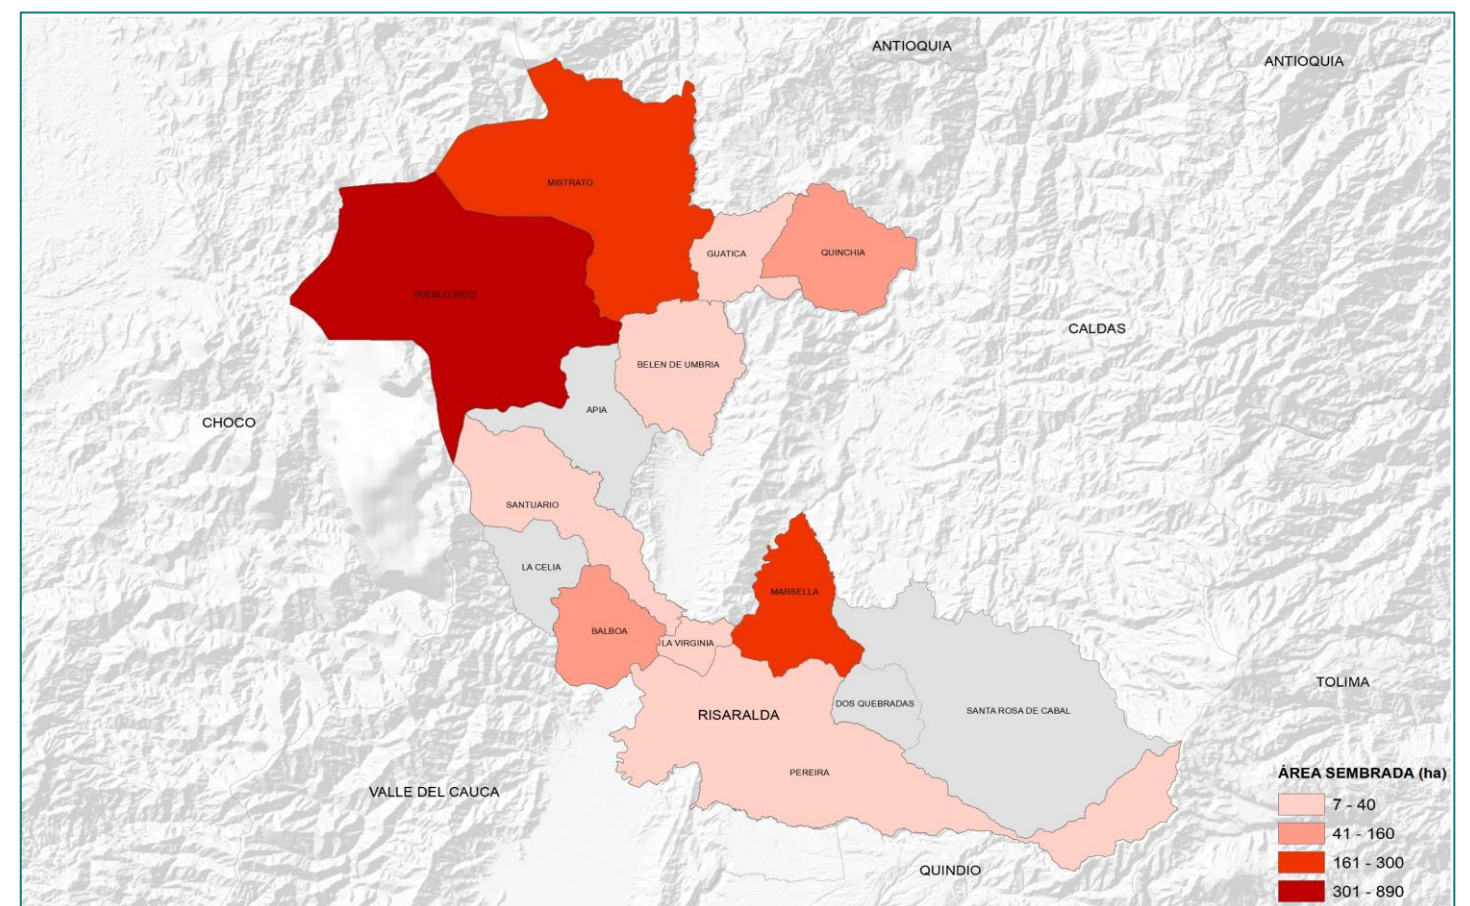 ANTIOQUIA
ANTIOQUIA
MISTRATO
GUATICA
QUINCHIA
PUEBLO RICO
CALDAS
BELEN DE UMBRIA
APIA
CHOCO
SANTUARIO
LA CELIA
MARSELLA
BALBOA
LA VIRGINIA
TOLIMA
DOS QUEBRADAS
SANTA ROSA DE CABAL
RISARALDA
PEREIRA
VALLE DEL CAUCA
QUINDIO
ÁREA SEMBRADA (ha)
7 - 40
41 - 160
161 - 300
301 - 890